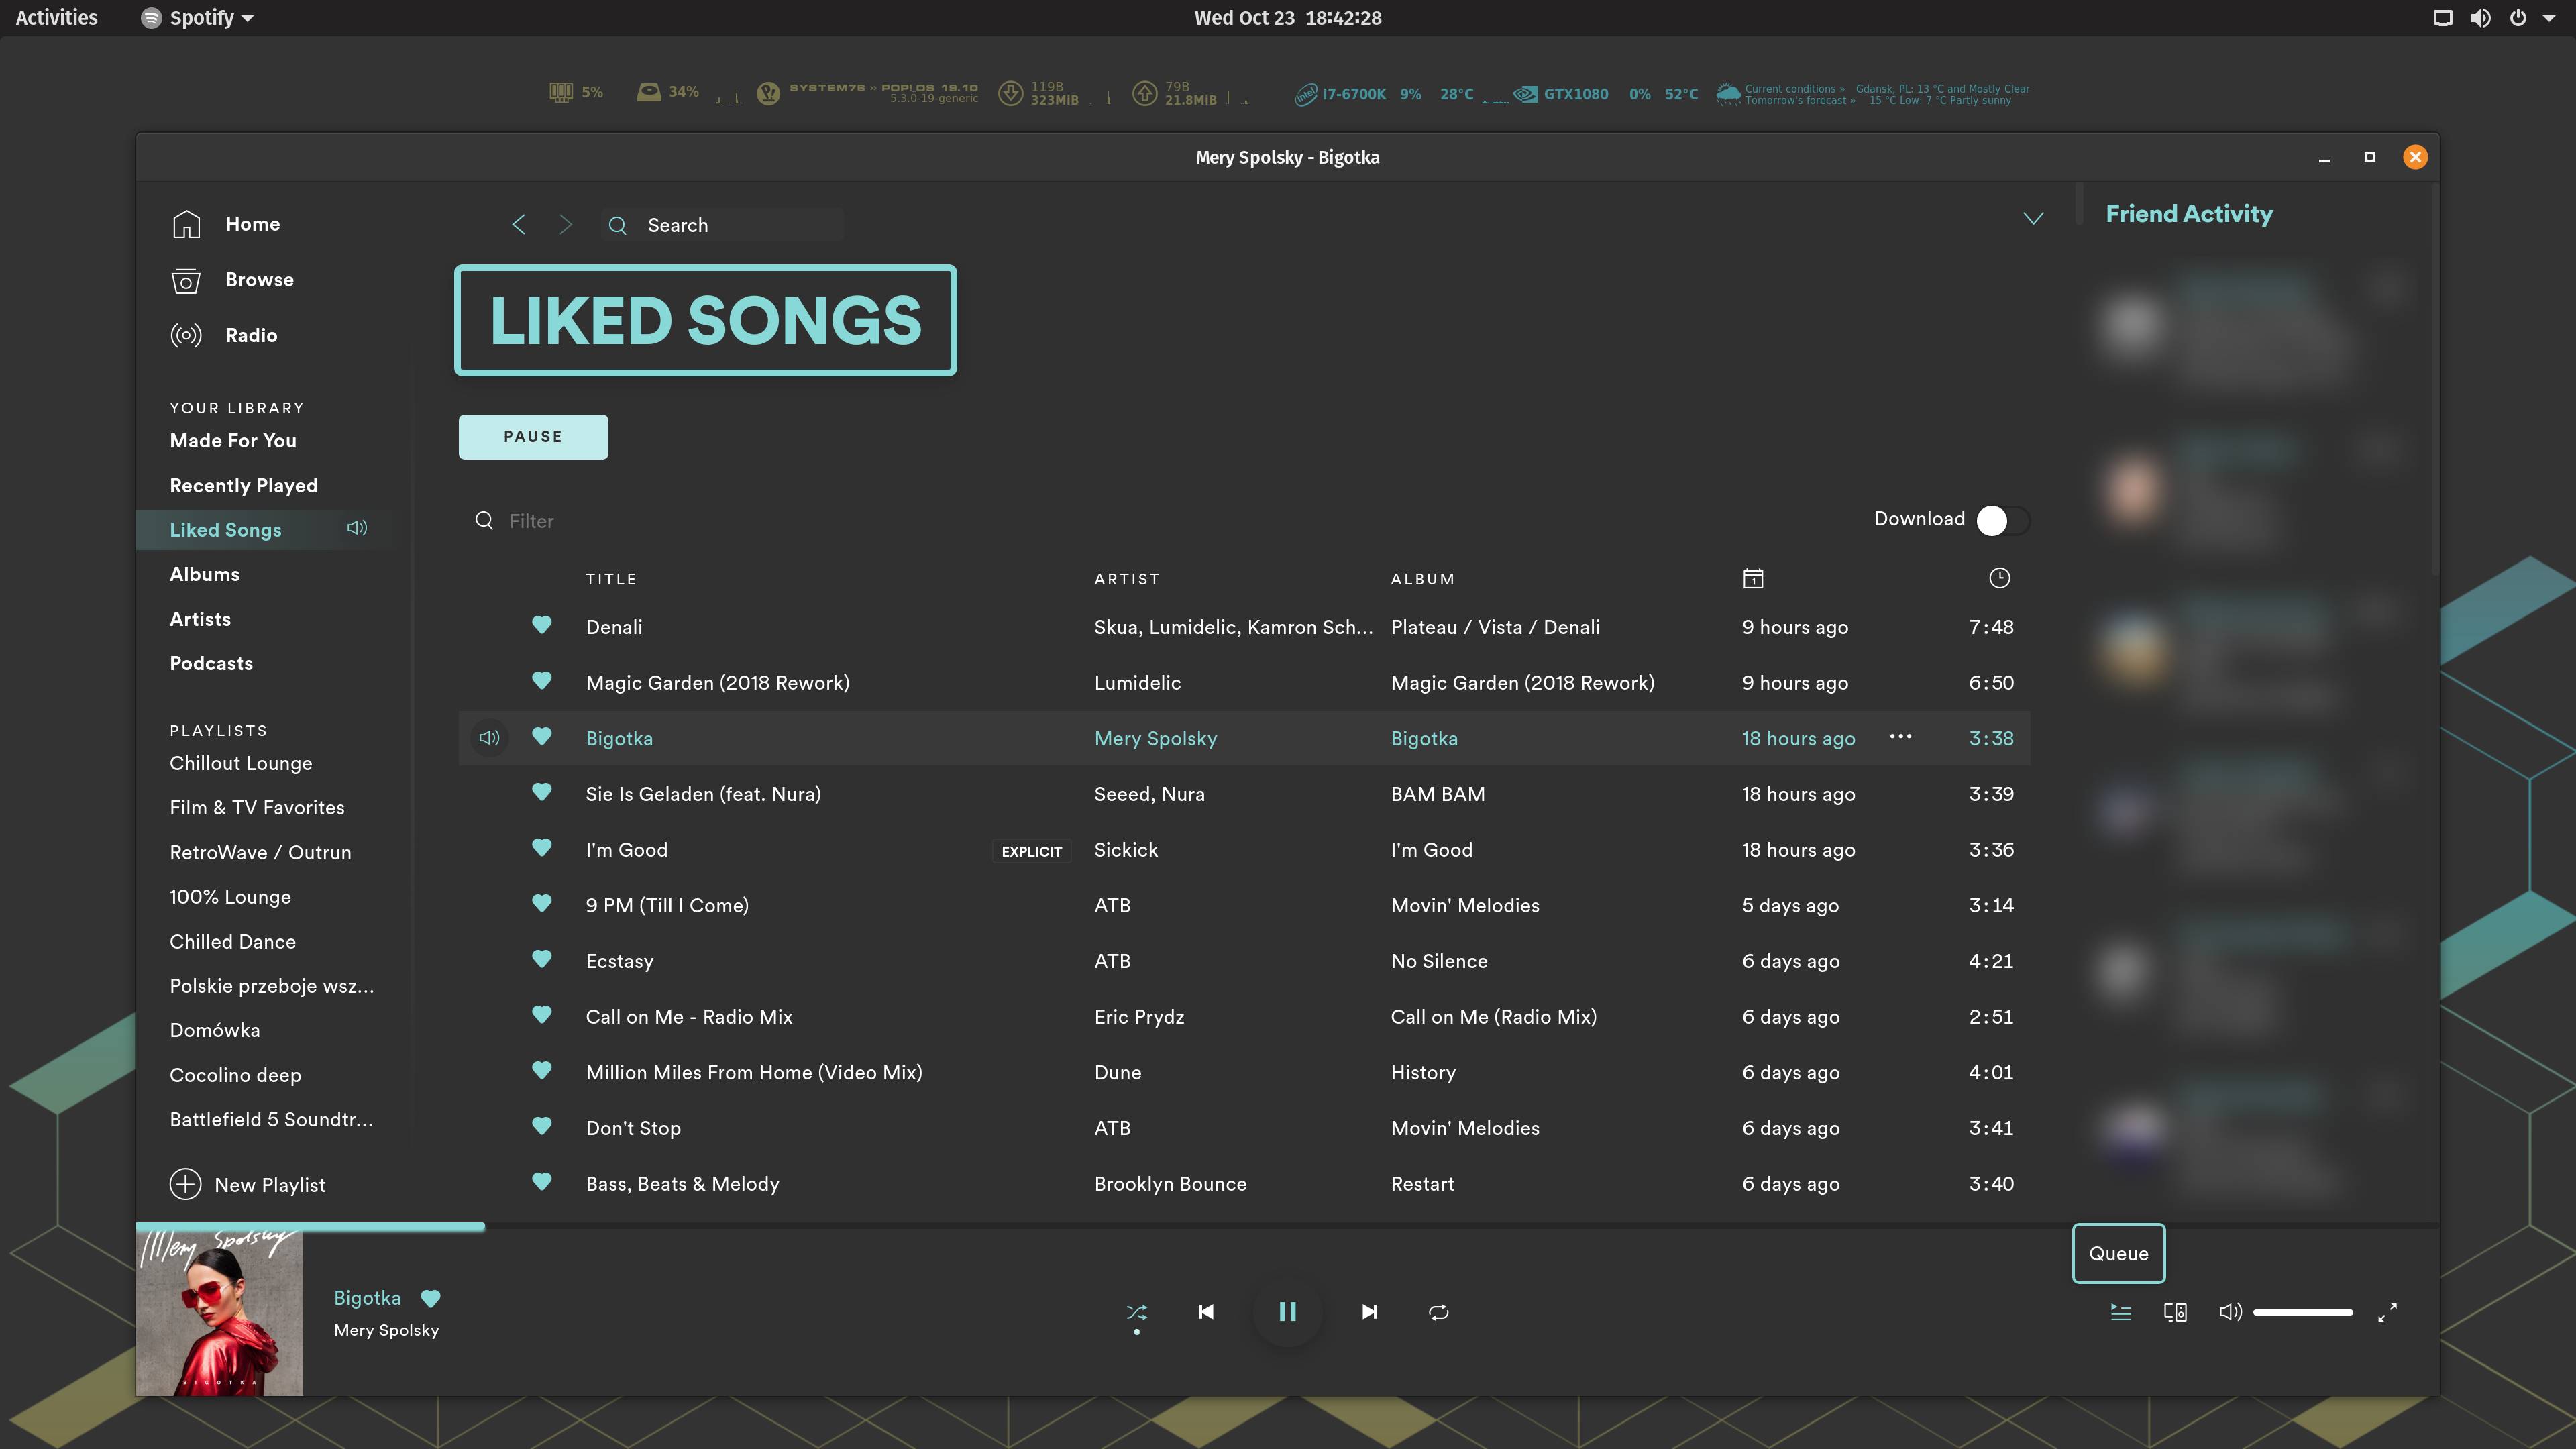 Activities Spotify Wed Oct 23 18:42:28
5% 34% SYSTEM76 » POP!_OS 19.10 119B 79B i7-6700K 9% 28°C GTX1080 0% 52°C Current conditions » Gdansk, PL: 13 °C and Mostly Clear
5.3.0-19-generic 323MiB 21.8MiB Tomorrow's forecast » 15 °C Low: 7 °C Partly sunny
Mery Spolsky - Bigotka
Home
Browse
Radio
YOUR LIBRARY
Made For You
Recently Played
Liked Songs
Albums
Artists
Podcasts
PLAYLISTS
Chillout Lounge
Film & TV Favorites
RetroWave / Outrun
100% Lounge
Chilled Dance
Polskie przeboje wsz...
Domówka
Cocolino deep
Battlefield 5 Soundtr...
New Playlist
Search
LIKED SONGS
PAUSE
Filter Download
TITLE ARTIST ALBUM
Denali Skua, Lumidelic, Kamron Sch... Plateau / Vista / Denali 9 hours ago 7:48
Magic Garden (2018 Rework) Lumidelic Magic Garden (2018 Rework) 9 hours ago 6:50
Bigotka Mery Spolsky Bigotka 18 hours ago ••• 3:38
Sie Is Geladen (feat. Nura) Seeed, Nura BAM BAM 18 hours ago 3:39
I'm Good EXPLICIT Sickick I'm Good 18 hours ago 3:36
9 PM (Till I Come) ATB Movin' Melodies 5 days ago 3:14
Ecstasy ATB No Silence 6 days ago 4:21
Call on Me - Radio Mix Eric Prydz Call on Me (Radio Mix) 6 days ago 2:51
Million Miles From Home (Video Mix) Dune History 6 days ago 4:01
Don't Stop ATB Movin' Melodies 6 days ago 3:41
Bass, Beats & Melody Brooklyn Bounce Restart 6 days ago 3:40
Friend Activity
Mery Spolsky
BIGOTKA
Bigotka
Mery Spolsky
Queue